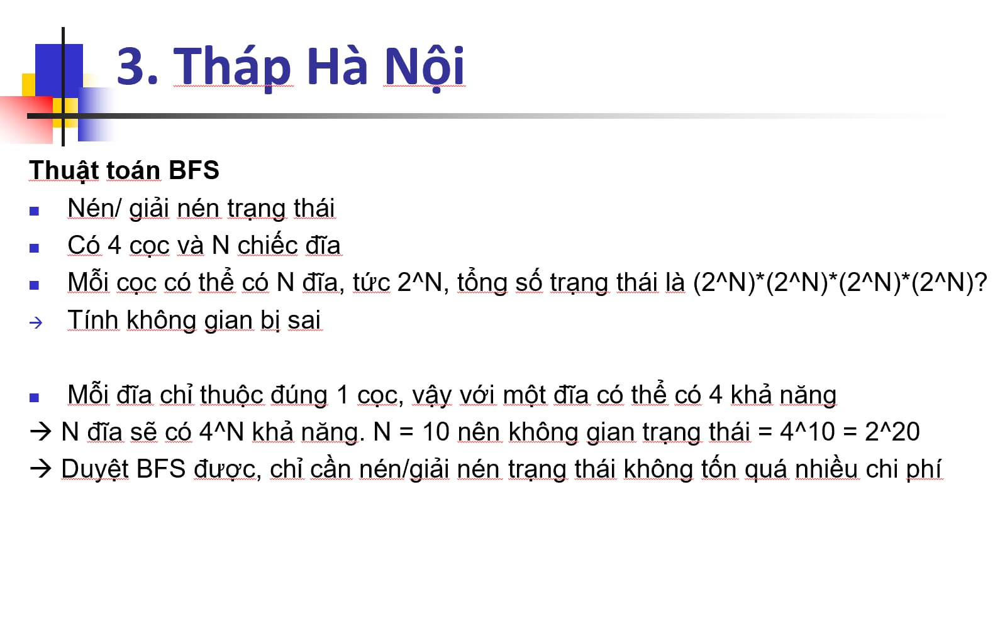 3. Tháp Hà Nội
Thuật toán BFS
Nén/ giải nén trạng thái
Có 4 cọc và N chiếc đĩa
Mỗi cọc có thể có N đĩa, tức 2^N, tổng số trạng thái là (2^N)*(2^N)*(2^N)*(2^N)?
→ Tính không gian bị sai
Mỗi đĩa chỉ thuộc đúng 1 cọc, vậy với một đĩa có thể có 4 khả năng
→ N đĩa sẽ có 4^N khả năng. N = 10 nên không gian trạng thái = 4^10 = 2^20
→ Duyệt BFS được, chỉ cần nén/giải nén trạng thái không tốn quá nhiều chi phí